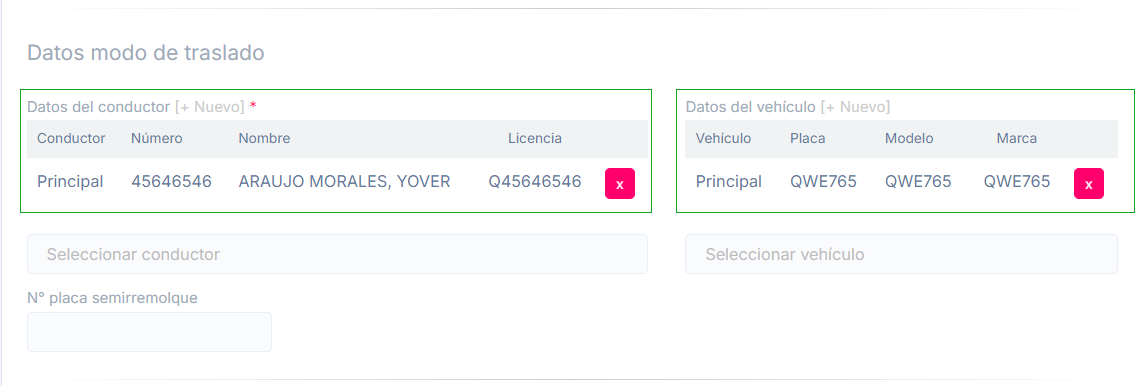 Datos modo de traslado
Datos del conductor [+ Nuevo] *
Conductor Número Nombre Licencia
Principal 45646546 ARAUJO MORALES, YOVER Q45646546 x
Seleccionar conductor
N° placa semirremolque
Datos del vehículo [+ Nuevo]
Vehículo Placa Modelo Marca
Principal QWE765 QWE765 QWE765 x
Seleccionar vehículo